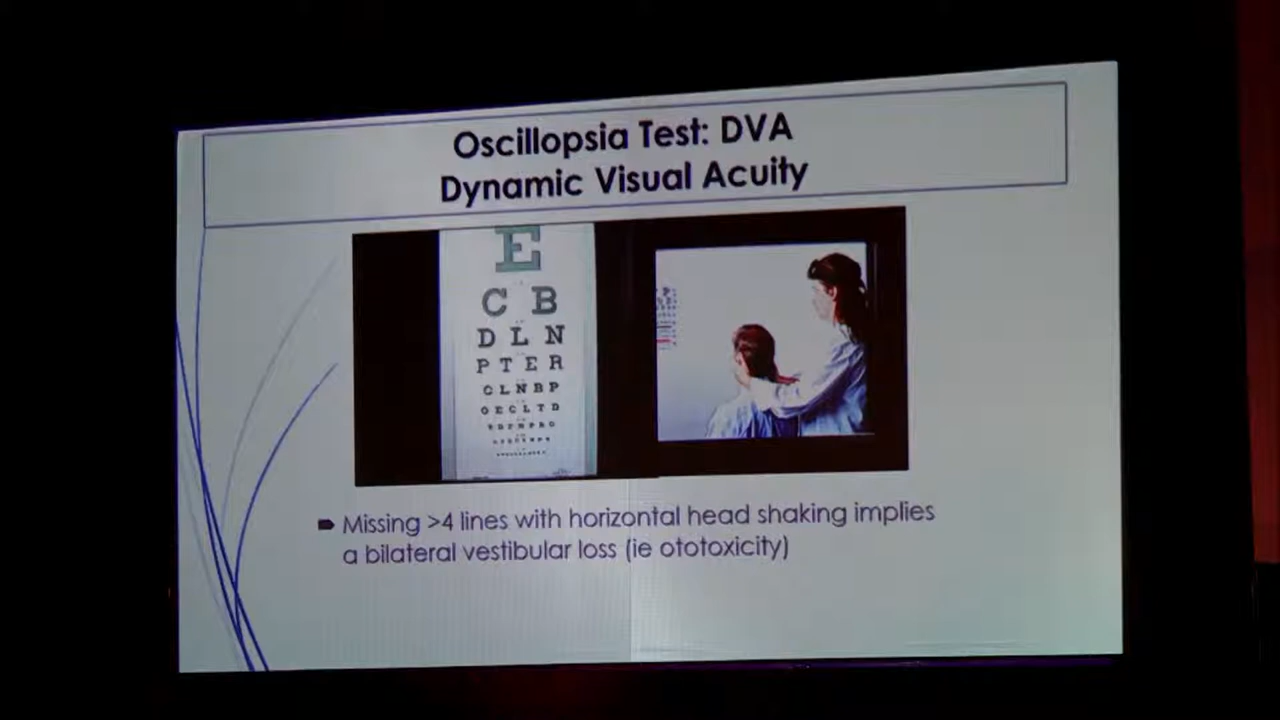 Oscillopsia Test: DVA
Dynamic Visual Acuity
E
C B
D L N
P T E R
C L N B P
O E C L T D
Missing >4 lines with horizontal head shaking implies
a bilateral vestibular loss (ie ototoxicity)